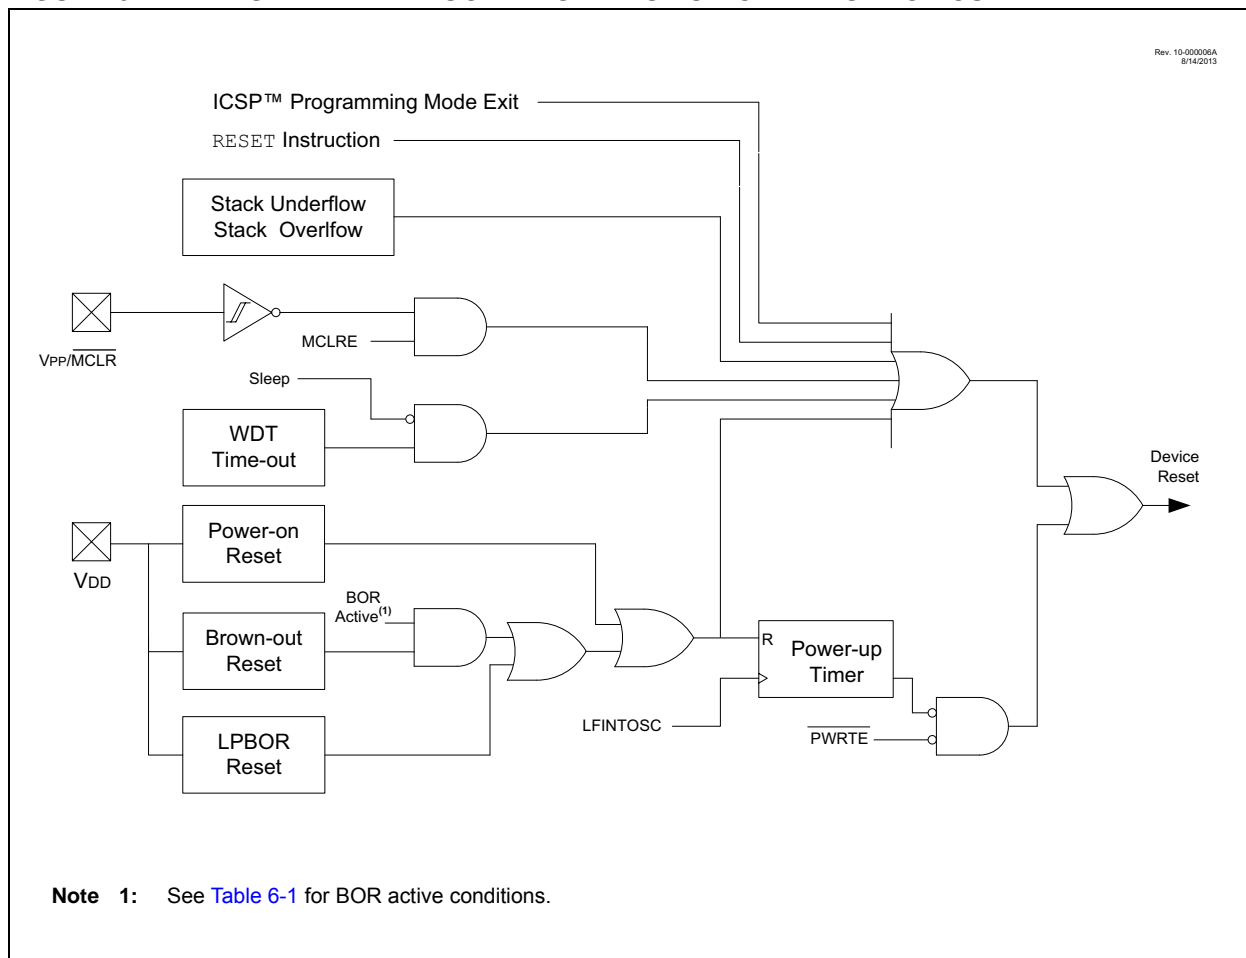 Rev. 10-000006A
8/14/2013
ICSP™ Programming Mode Exit
RESET Instruction
Stack Underflow
Stack Overlfow
VPP/MCLR
MCLRE
Sleep
WDT
Time-out
Device
Reset
VDD
Power-on
Reset
BOR
Active(1)
Brown-out
Reset
R
Power-up
Timer
LFINTOSC
PWRTE
LPBOR
Reset
Note 1: See Table 6-1 for BOR active conditions.